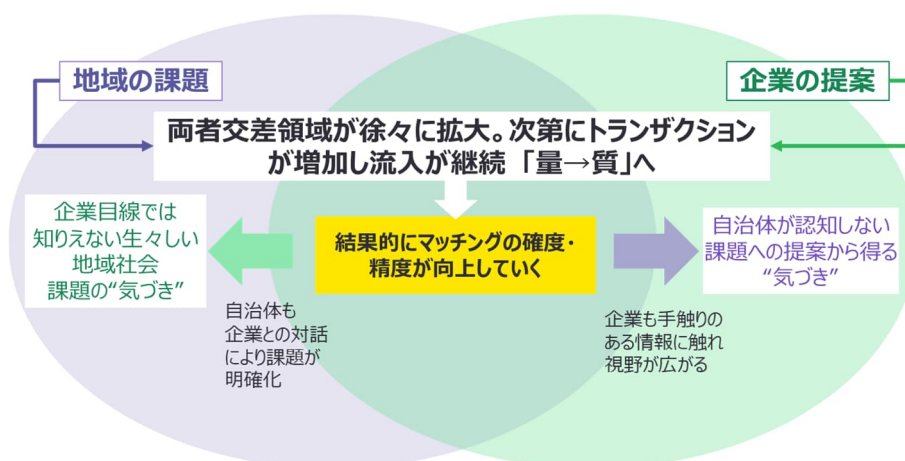 地域の課題
企業の提案
両者交差領域が徐々に拡大。次第にトランザクション
が増加し流入が継続 「量→質」へ
企業目線では
知りえない生々しい
地域社会
課題の“気づき”
結果的にマッチングの確度・
精度が向上していく
自治体が認知しない
課題への提案から得る
“気づき”
自治体も
企業との対話
により課題が
明確化
企業も手触りの
ある情報に触れ
視野が広がる